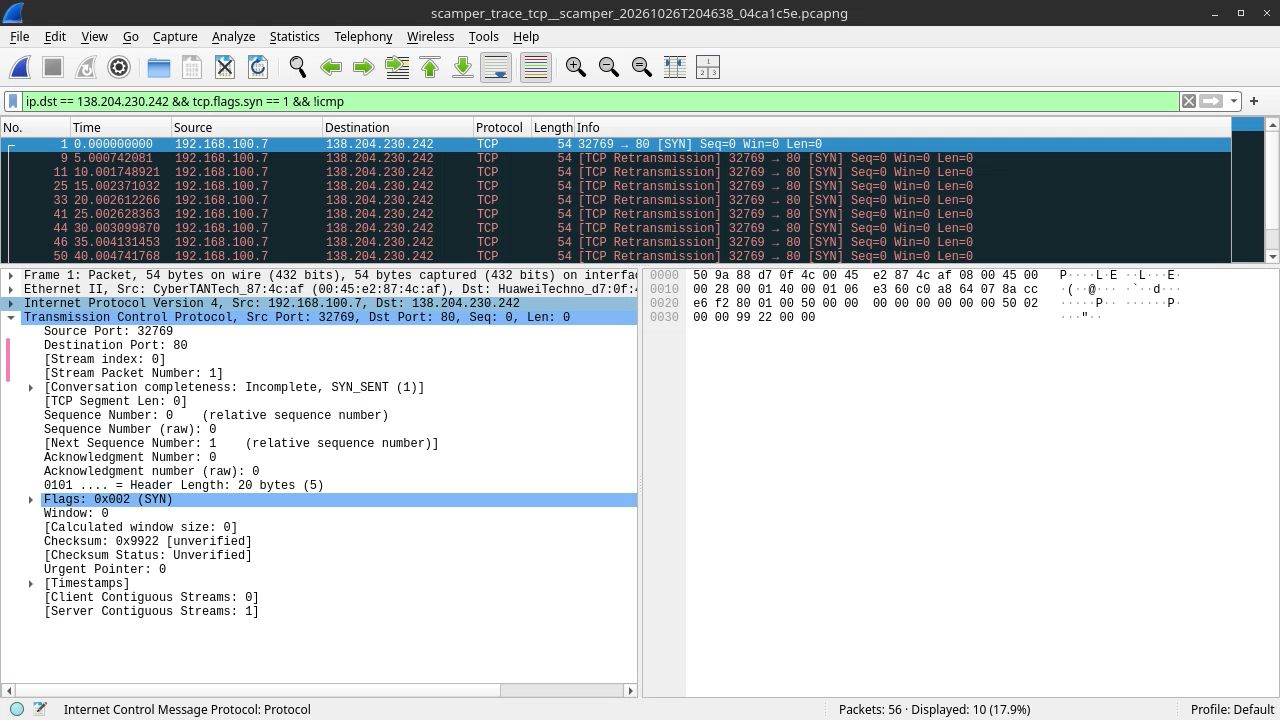 scamper_trace_tcp__scamper_20261026T204638_04ca1c5e.pcapng
File Edit View Go Capture Analyze Statistics Telephony Wireless Tools Help
ip.dst == 138.204.230.242 && tcp.flags.syn == 1 && !icmp
No. Time Source Destination Protocol Length Info
1 0.000000000 192.168.100.7 138.204.230.242 TCP 54 32769 → 80 [SYN] Seq=0 Win=0 Len=0
9 5.000742081 192.168.100.7 138.204.230.242 TCP 54 [TCP Retransmission] 32769 → 80 [SYN] Seq=0 Win=0 Len=0
11 10.001748921 192.168.100.7 138.204.230.242 TCP 54 [TCP Retransmission] 32769 → 80 [SYN] Seq=0 Win=0 Len=0
25 15.002371032 192.168.100.7 138.204.230.242 TCP 54 [TCP Retransmission] 32769 → 80 [SYN] Seq=0 Win=0 Len=0
33 20.002612266 192.168.100.7 138.204.230.242 TCP 54 [TCP Retransmission] 32769 → 80 [SYN] Seq=0 Win=0 Len=0
41 25.002628363 192.168.100.7 138.204.230.242 TCP 54 [TCP Retransmission] 32769 → 80 [SYN] Seq=0 Win=0 Len=0
44 30.003099870 192.168.100.7 138.204.230.242 TCP 54 [TCP Retransmission] 32769 → 80 [SYN] Seq=0 Win=0 Len=0
46 35.004131453 192.168.100.7 138.204.230.242 TCP 54 [TCP Retransmission] 32769 → 80 [SYN] Seq=0 Win=0 Len=0
50 40.004741768 192.168.100.7 138.204.230.242 TCP 54 [TCP Retransmission] 32769 → 80 [SYN] Seq=0 Win=0 Len=0
Frame 1: Packet, 54 bytes on wire (432 bits), 54 bytes captured (432 bits) on interfa
Ethernet II, Src: CyberTANTech_87:4c:af (00:45:e2:87:4c:af), Dst: HuaweiTechno_d7:0f:4
Internet Protocol Version 4, Src: 192.168.100.7, Dst: 138.204.230.242
Transmission Control Protocol, Src Port: 32769, Dst Port: 80, Seq: 0, Len: 0
Source Port: 32769
Destination Port: 80
[Stream index: 0]
[Stream Packet Number: 1]
[Conversation completeness: Incomplete, SYN_SENT (1)]
[TCP Segment Len: 0]
Sequence Number: 0 (relative sequence number)
Sequence Number (raw): 0
[Next Sequence Number: 1 (relative sequence number)]
Acknowledgment Number: 0
Acknowledgment number (raw): 0
0101 .... = Header Length: 20 bytes (5)
Flags: 0x002 (SYN)
Window: 0
[Calculated window size: 0]
Checksum: 0x9922 [unverified]
[Checksum Status: Unverified]
Urgent Pointer: 0
[Timestamps]
[Client Contiguous Streams: 0]
[Server Contiguous Streams: 1]
0000 50 9a 88 d7 0f 4c 00 45 e2 87 4c af 08 00 45 00 P····L·E ··L···E·
0010 00 28 00 01 40 00 01 06 e3 60 c0 a8 64 07 8a cc ·(··@··· ·`··d···
0020 e6 f2 80 01 00 50 00 00 00 00 00 00 00 00 50 02 ·····P·· ······P·
0030 00 00 99 22 00 00 ···"··
Internet Control Message Protocol: Protocol
Packets: 56 · Displayed: 10 (17.9%)
Profile: Default